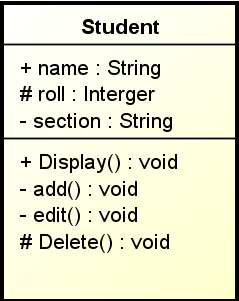 Student
+ name : String
# roll : Interger
- section : String
+ Display() : void
- add() : void
- edit() : void
# Delete() : void